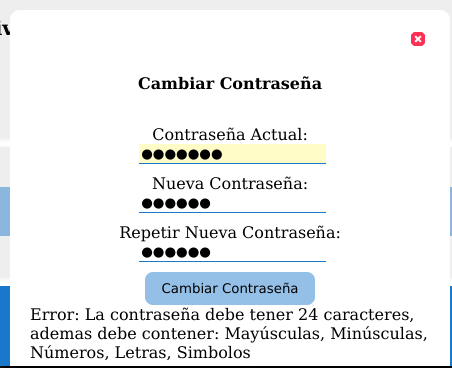 iv
Cambiar Contraseña
Contraseña Actual:
●●●●●●●
Nueva Contraseña:
●●●●●●
Repetir Nueva Contraseña:
●●●●●●
Cambiar Contraseña
Error: La contraseña debe tener 24 caracteres,
ademas debe contener: Mayúsculas, Minúsculas,
Números, Letras, Simbolos